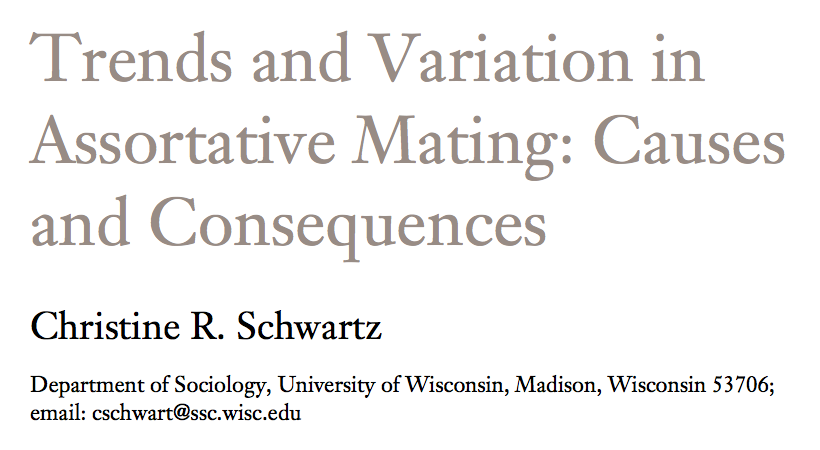 Trends and Variation in
Assortative Mating: Causes
and Consequences
Christine R. Schwartz
Department of Sociology, University of Wisconsin, Madison, Wisconsin 53706;
email: cschwart@ssc.wisc.edu